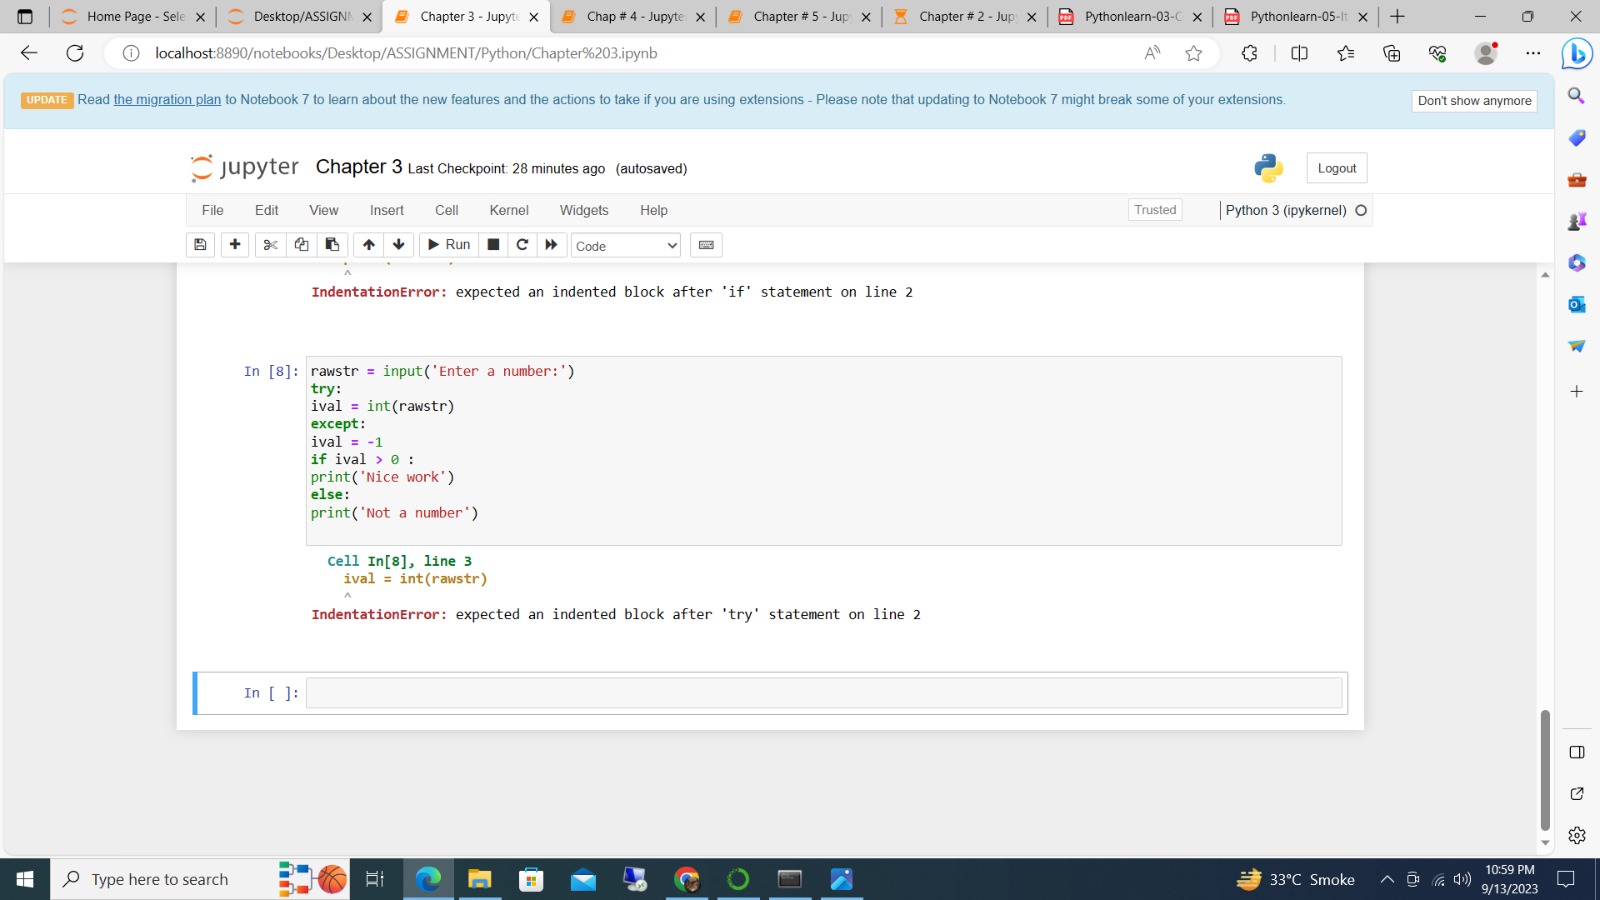 Home Page - Sele
Desktop/ASSIGNM
Chapter 3 - Jupyte
Chap # 4 - Jupyte
Chapter # 5 - Jup
Chapter # 2 - Jup
Pythonlearn-03-C
Pythonlearn-05-It
localhost:8890/notebooks/Desktop/ASSIGNMENT/Python/Chapter%203.ipynb
UPDATE Read the migration plan to Notebook 7 to learn about the new features and the actions to take if you are using extensions - Please note that updating to Notebook 7 might break some of your extensions.
Don't show anymore
jupyter Chapter 3 Last Checkpoint: 28 minutes ago (autosaved)
Logout
File Edit View Insert Cell Kernel Widgets Help
Trusted
Python 3 (ipykernel)
Run
Code
^
IndentationError: expected an indented block after 'if' statement on line 2
In [8]: rawstr = input('Enter a number:')
try:
ival = int(rawstr)
except:
ival = -1
if ival > 0 :
print('Nice work')
else:
print('Not a number')
Cell In[8], line 3
ival = int(rawstr)
^
IndentationError: expected an indented block after 'try' statement on line 2
In [ ]:
Type here to search
33°C Smoke
10:59 PM
9/13/2023